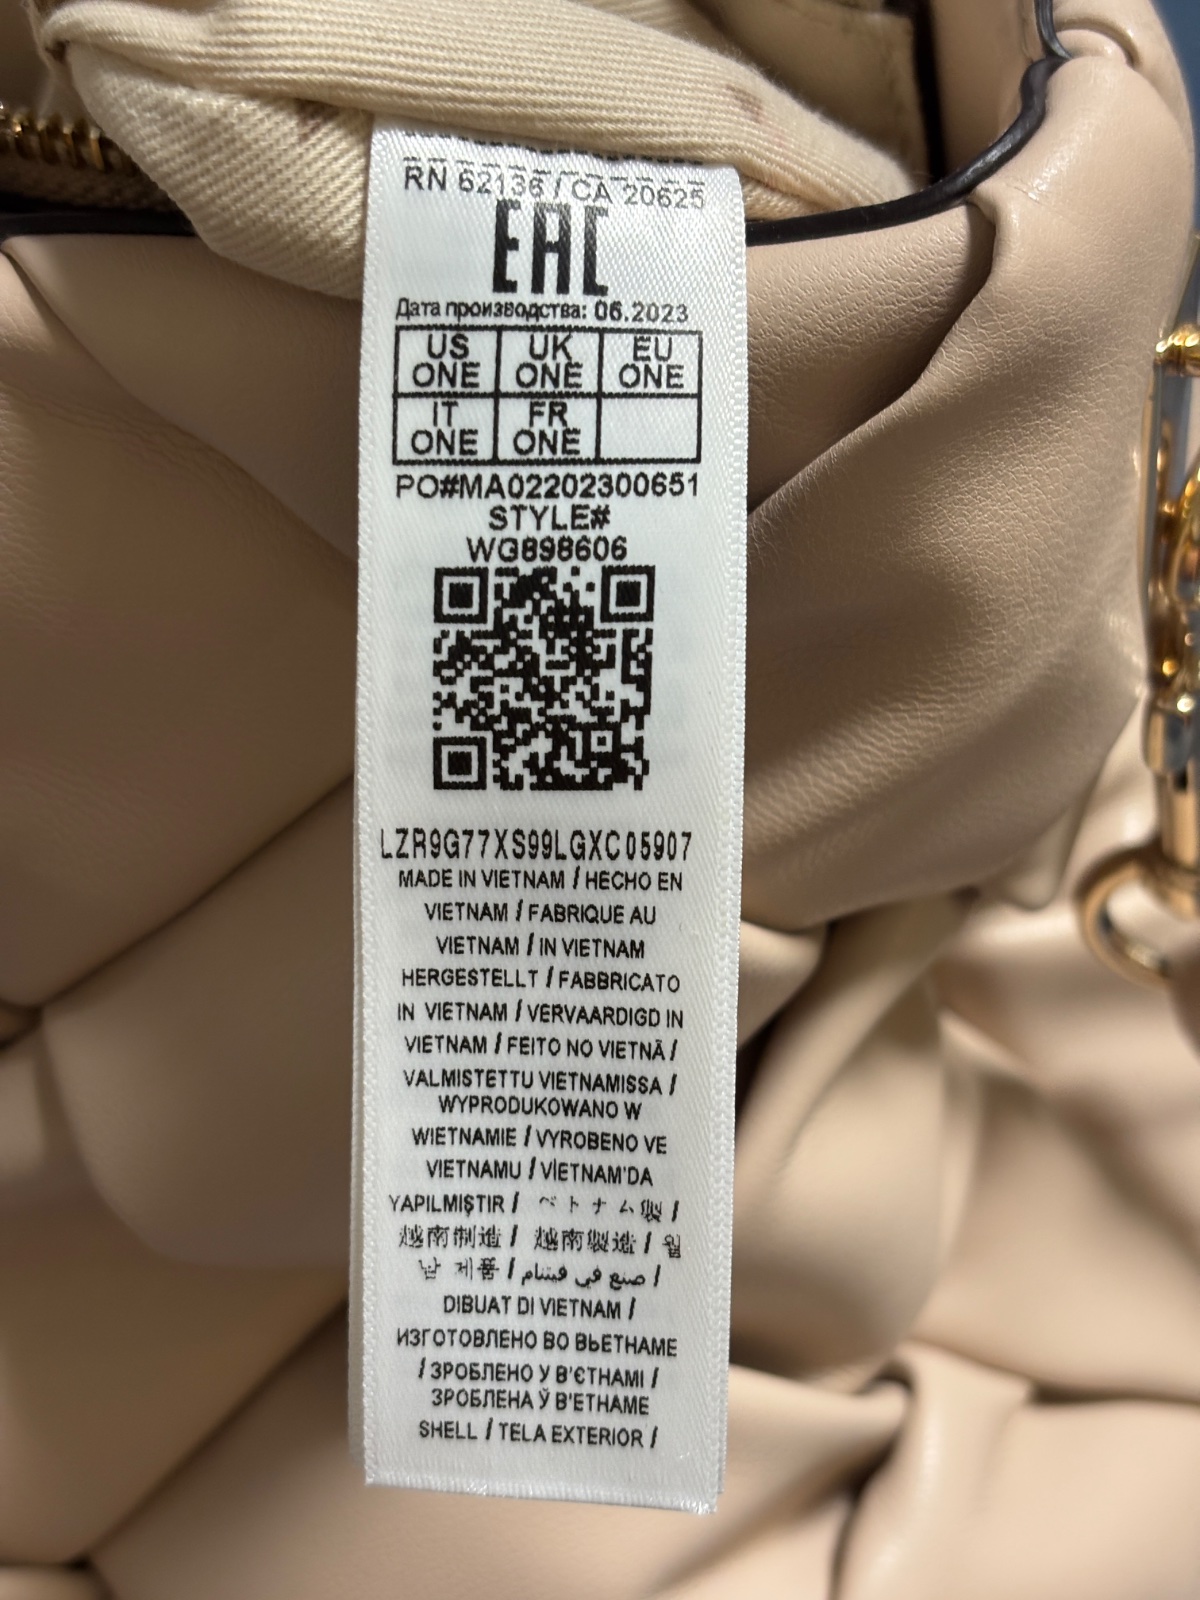 RN 62136 / CA 20625
EAC
Дата производства: 06.2023
US ONE UK ONE EU ONE
IT ONE FR ONE
PO#MA02202300651
STYLE#
WG898606
LZR9G77XS99LGXC05907
MADE IN VIETNAM / HECHO EN
VIETNAM / FABRIQUE AU
VIETNAM / IN VIETNAM
HERGESTELLT / FABBRICATO
IN VIETNAM / VERVAARDIGD IN
VIETNAM / FEITO NO VIETNÃ /
VALMISTETTU VIETNAMISSA /
WYPRODUKOWANO W
WIETNAMIE / VYROBENO VE
VIETNAMU / VİETNAM'DA
YAPILMIŞTIR / ベトナム製 /
越南制造 / 越南製造 / 월
남 제품 / صنع في فيتنام /
DIBUAT DI VIETNAM /
ИЗГОТОВЛЕНО ВО ВЬЕТНАМЕ
/ ЗРОБЛЕНО У В'ЄТНАМІ /
ЗРОБЛЕНА Ў В'ЕТНАМЕ
SHELL / TELA EXTERIOR /